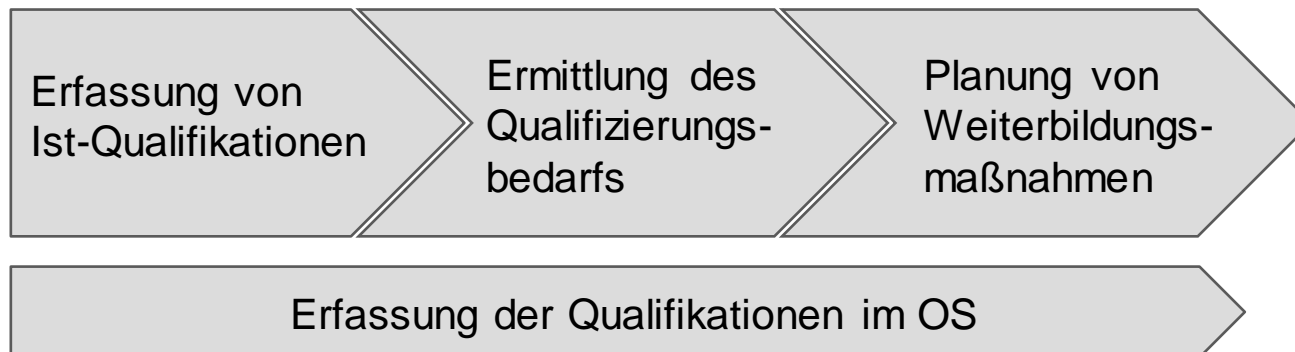 Erfassung von
Ist-Qualifikationen
Ermittlung des
Qualifizierungs-
bedarfs
Planung von
Weiterbildungs-
maßnahmen
Erfassung der Qualifikationen im OS